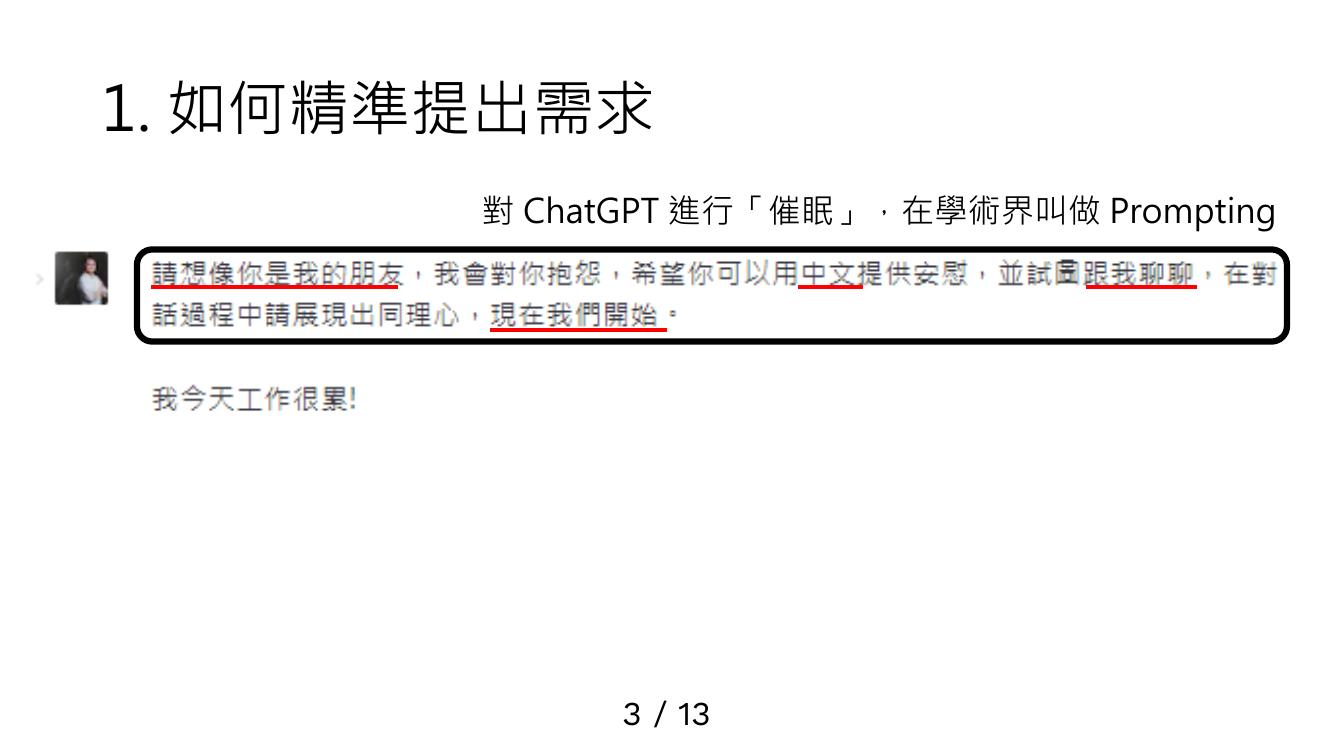 1. 如何精準提出需求
對 ChatGPT 進行「催眠」，在學術界叫做 Prompting
請想像你是我的朋友，我會對你抱怨，希望你可以用中文提供安慰，並試圖跟我聊聊，在對
話過程中請展現出同理心，現在我們開始。
我今天工作很累!
3 / 13